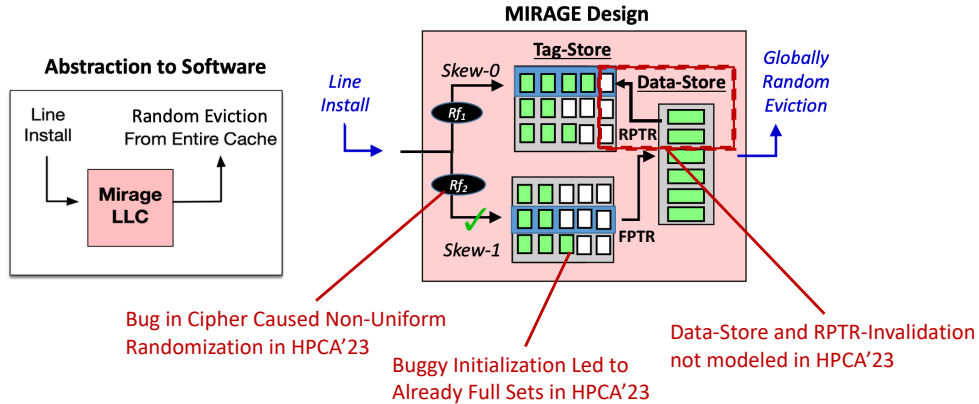 MIRAGE Design
Abstraction to Software
Line
Install
Random Eviction
From Entire Cache
Mirage
LLC
Line
Install
Tag-Store
Skew-0
Data-Store
Rf1
RPTR
Rf2
FPTR
Skew-1
Globally
Random
Eviction
Bug in Cipher Caused Non-Uniform
Randomization in HPCA'23
Buggy Initialization Led to
Already Full Sets in HPCA'23
Data-Store and RPTR-Invalidation
not modeled in HPCA'23